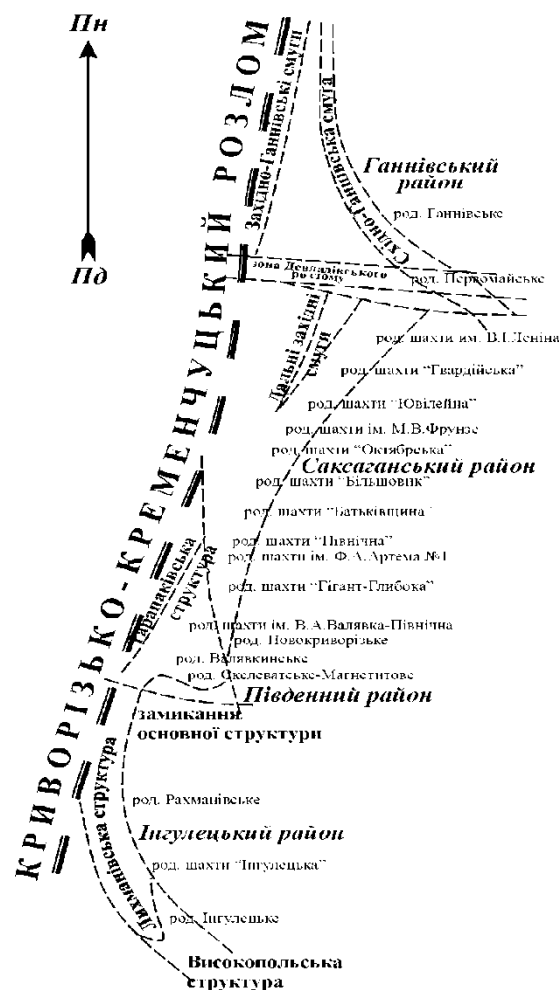 Пн
Пд
КРИВОРІЗЬКО-КРЕМЕНЧУЦЬКИЙ РОЗЛОМ
Західно-Ганнівські смуги
Східно-Ганнівська смуга
Ганнівський
район
род. Ганнівське
зона Девладівського
розлому
род. Первомайське
Дальні західні
смуги
род. шахти ім. В.І.Леніна
род. шахти "Гвардійська"
род. шахти "Ювілейна"
род. шахти ім. М.В.Фрунзе
род. шахти "Октябрська"
Саксаганський район
род. шахти "Більшовик"
род. шахти "Батьківщина"
род. шахти "Північна"
род. шахти ім. Ф.А.Артема №1
Тарапаківська
структура
род. шахти "Гігант-Глибока"
род. шахти ім. В.А.Валявка-Північна
род. Новокриворізьке
род. Валявкинське
род. Скелеватське-Магнетитове
Південний район
замикання
основної структури
Лихманівська структура
род. Рахманівське
Інгулецький район
род. шахти "Інгулецька"
род. Інгулецьке
Високопольська
структура